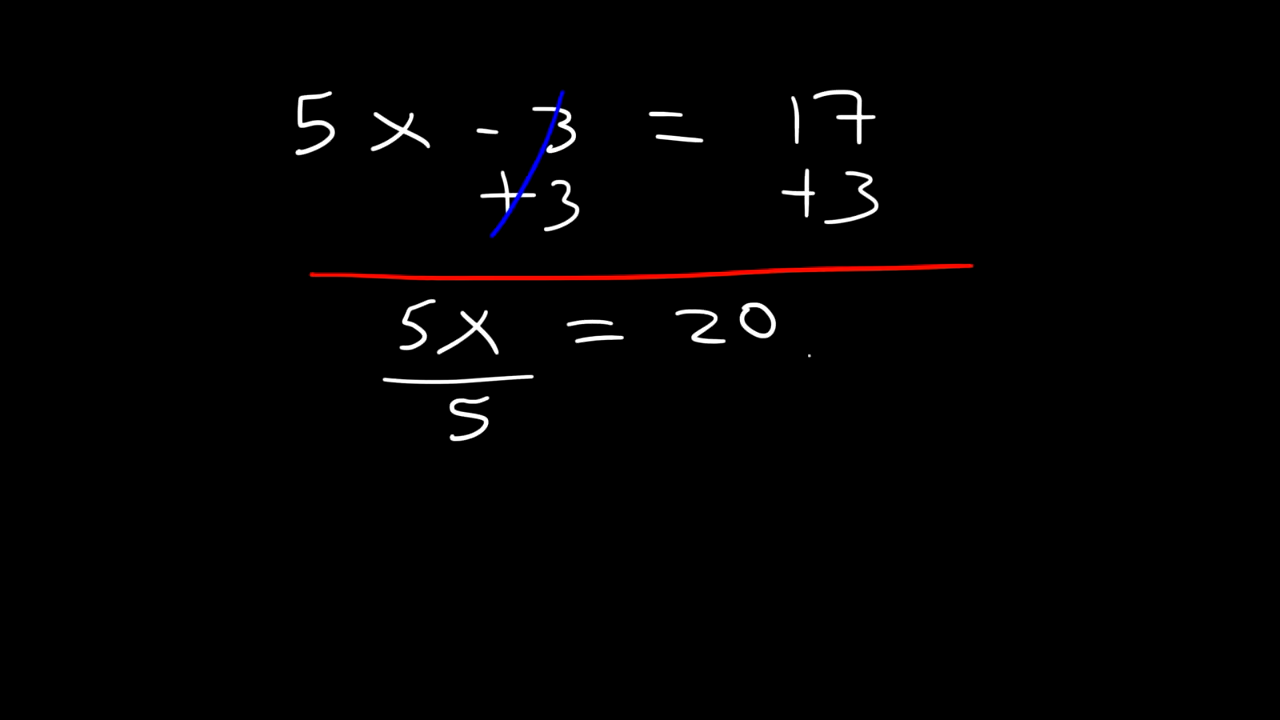 5x - 3 = 17
+3 +3
5x = 20
5